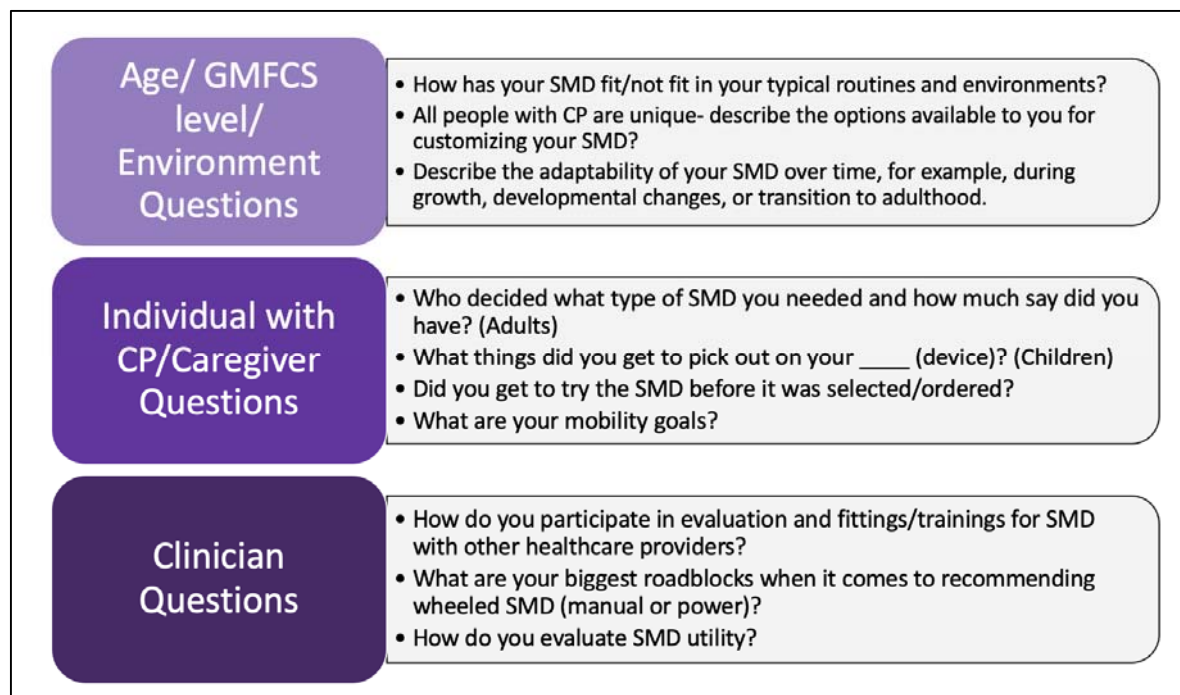 Age/ GMFCS
level/
Environment
Questions
• How has your SMD fit/not fit in your typical routines and environments?
• All people with CP are unique- describe the options available to you for
customizing your SMD?
• Describe the adaptability of your SMD over time, for example, during
growth, developmental changes, or transition to adulthood.
Individual with
CP/Caregiver
Questions
• Who decided what type of SMD you needed and how much say did you
have? (Adults)
• What things did you get to pick out on your ____ (device)? (Children)
• Did you get to try the SMD before it was selected/ordered?
• What are your mobility goals?
Clinician
Questions
• How do you participate in evaluation and fittings/trainings for SMD
with other healthcare providers?
• What are your biggest roadblocks when it comes to recommending
wheeled SMD (manual or power)?
• How do you evaluate SMD utility?